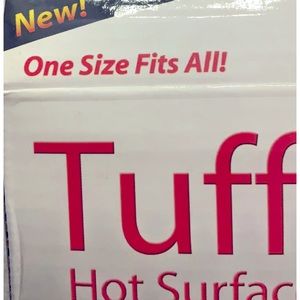 New!
One Size Fits All!
Tuff
Hot Surfac